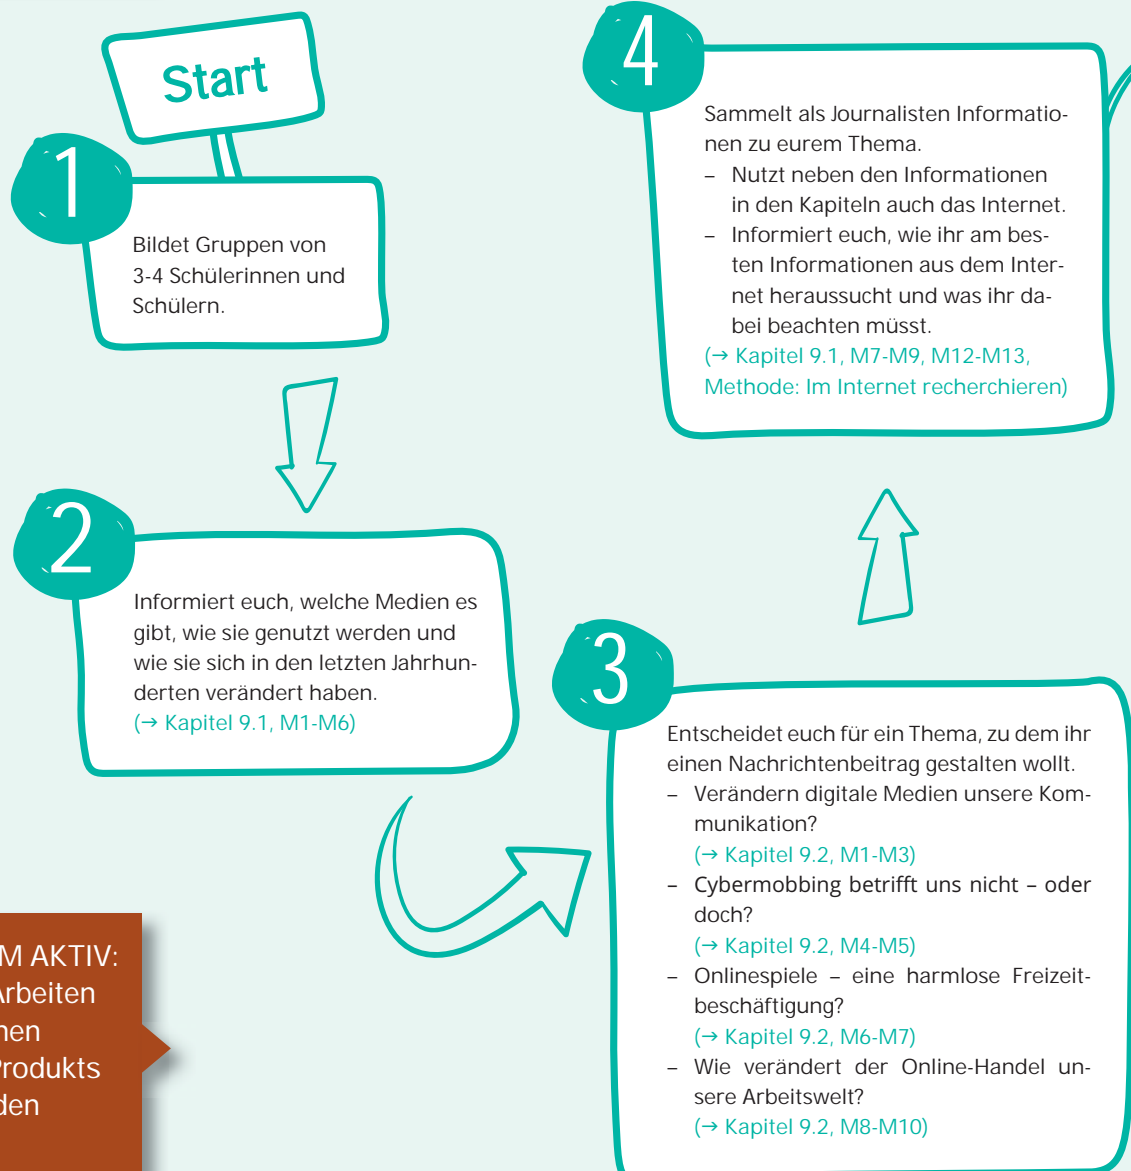 Start
1
Bildet Gruppen von
3-4 Schülerinnen und
Schülern.
2
Informiert euch, welche Medien es
gibt, wie sie genutzt werden und
wie sie sich in den letzten Jahrhun-
derten verändert haben.
(→ Kapitel 9.1, M1-M6)
3
Entscheidet euch für ein Thema, zu dem ihr
einen Nachrichtenbeitrag gestalten wollt.
– Verändern digitale Medien unsere Kom-
munikation?
(→ Kapitel 9.2, M1-M3)
– Cybermobbing betrifft uns nicht – oder
doch?
(→ Kapitel 9.2, M4-M5)
– Onlinespiele – eine harmlose Freizeit-
beschäftigung?
(→ Kapitel 9.2, M6-M7)
– Wie verändert der Online-Handel un-
sere Arbeitswelt?
(→ Kapitel 9.2, M8-M10)
4
Sammelt als Journalisten Informatio-
nen zu eurem Thema.
– Nutzt neben den Informationen
in den Kapiteln auch das Internet.
– Informiert euch, wie ihr am bes-
ten Informationen aus dem Inter-
net heraussucht und was ihr da-
bei beachten müsst.
(→ Kapitel 9.1, M7-M9, M12-M13,
Methode: Im Internet recherchieren)
M AKTIV:
Arbeiten
nen
Produkts
den